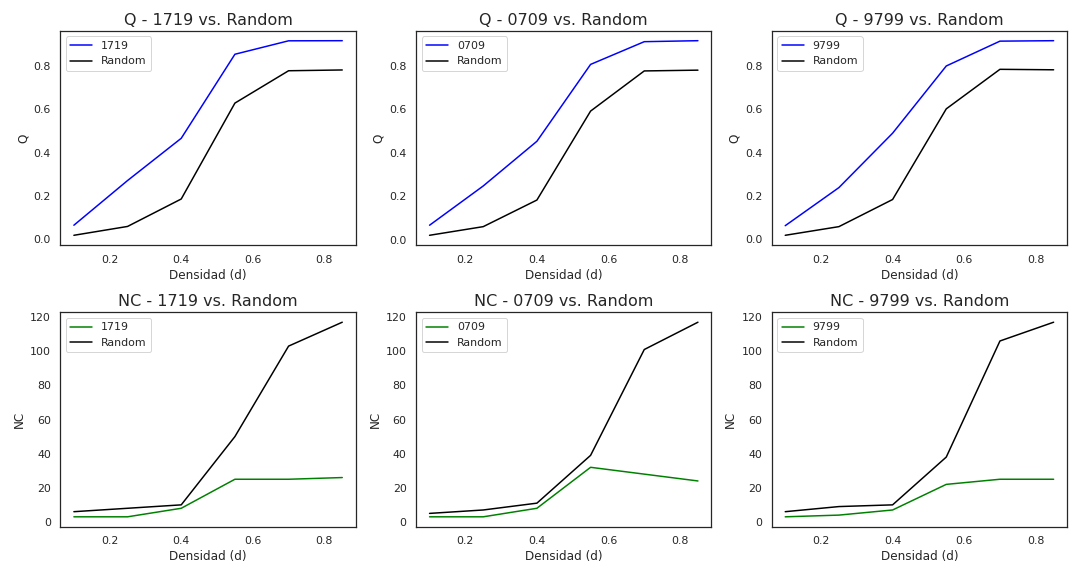 Q - 1719 vs. Random
Q - 0709 vs. Random
Q - 9799 vs. Random
1719
Random
0709
Random
9799
Random
Q
0.8
0.6
0.4
0.2
0.0
Q
0.8
0.6
0.4
0.2
0.0
Q
0.8
0.6
0.4
0.2
0.0
0.2 0.4 0.6 0.8
0.2 0.4 0.6 0.8
0.2 0.4 0.6 0.8
Densidad (d)
Densidad (d)
Densidad (d)
NC - 1719 vs. Random
NC - 0709 vs. Random
NC - 9799 vs. Random
1719
Random
0709
Random
9799
Random
NC
120
100
80
60
40
20
0
NC
120
100
80
60
40
20
0
NC
120
100
80
60
40
20
0
0.2 0.4 0.6 0.8
0.2 0.4 0.6 0.8
0.2 0.4 0.6 0.8
Densidad (d)
Densidad (d)
Densidad (d)